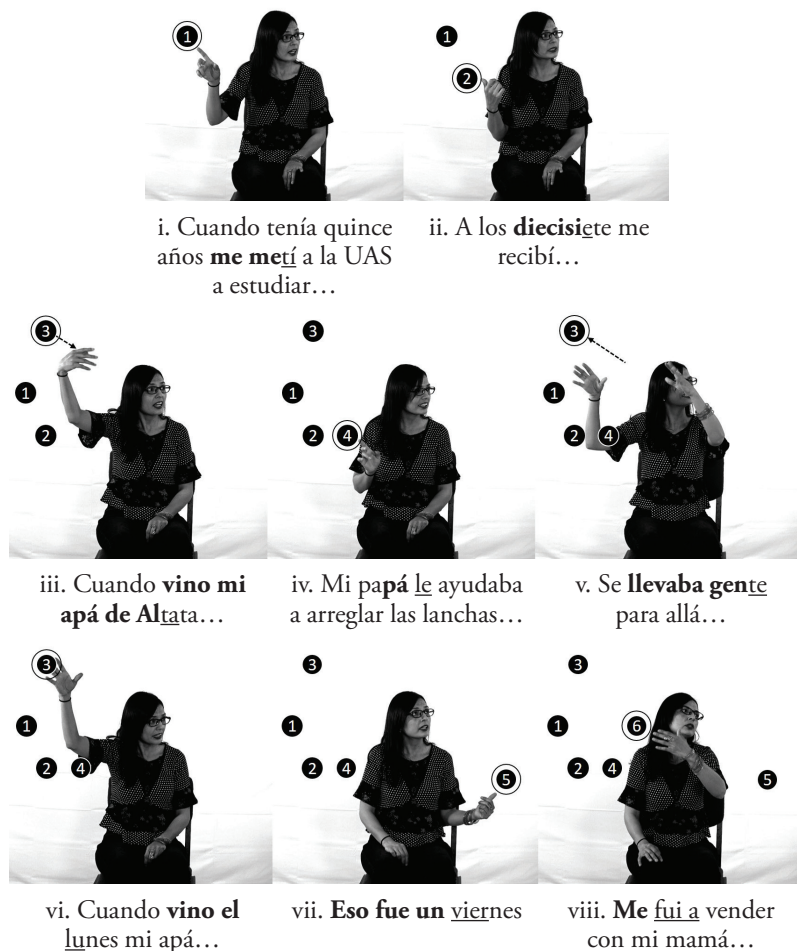 1
1
2
i. Cuando tenía quince
años me metí a la UAS
a estudiar…
ii. A los diecisiete me
recibí…
3
1
2
3
1
2 4
3
1
2 4
iii. Cuando vino mi
apá de Altata…
iv. Mi papá le ayudaba
a arreglar las lanchas…
v. Se llevaba gente
para allá…
3
1
2 4
3
1
2 4
5
3
1
6
2 4
5
vi. Cuando vino el
lunes mi apá…
vii. Eso fue un viernes
viii. Me fui a vender
con mi mamá…